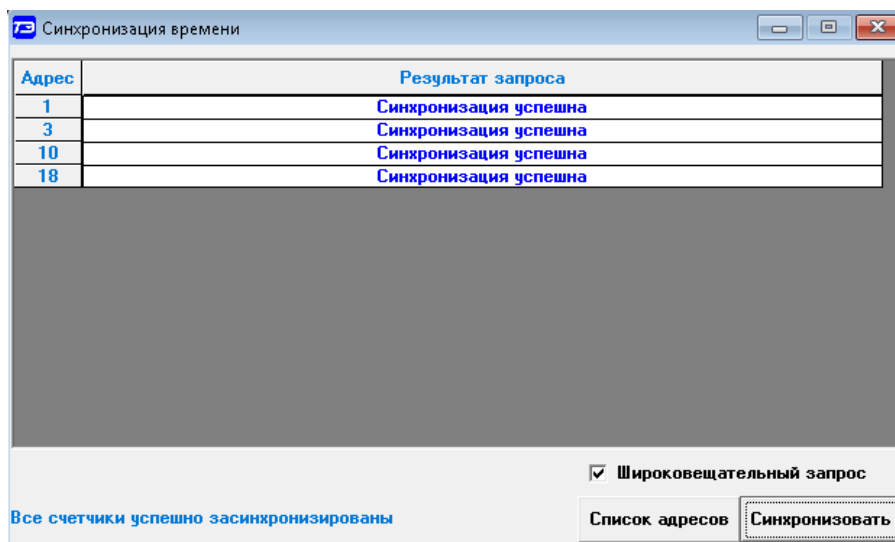 ТЭ Синхронизация времени
Адрес Результат запроса
1 Синхронизация успешна
3 Синхронизация успешна
10 Синхронизация успешна
18 Синхронизация успешна
Широковещательный запрос
Все счетчики успешно засинхронизированы Список адресов Синхронизовать